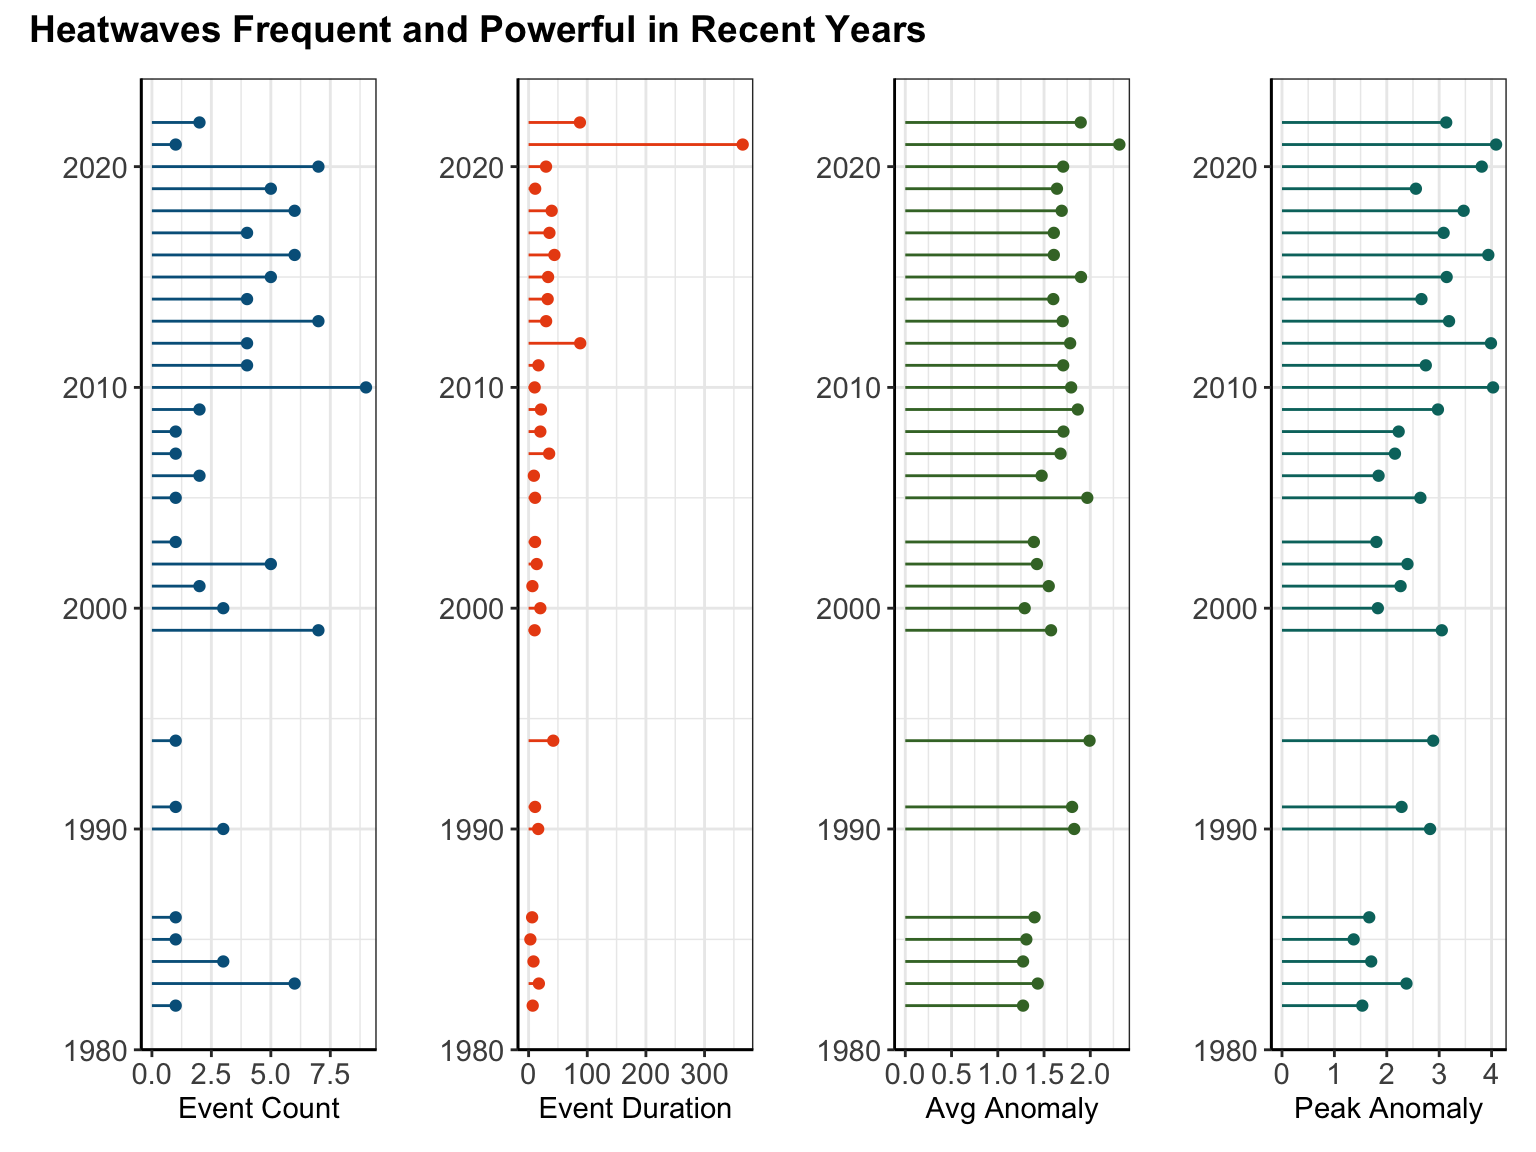 Heatwaves Frequent and Powerful in Recent Years
2020
2010
2000
1990
1980
0.0 2.5 5.0 7.5
Event Count
2020
2010
2000
1990
1980
0 100 200 300
Event Duration
2020
2010
2000
1990
1980
0.0 0.5 1.0 1.5 2.0
Avg Anomaly
2020
2010
2000
1990
1980
0 1 2 3 4
Peak Anomaly